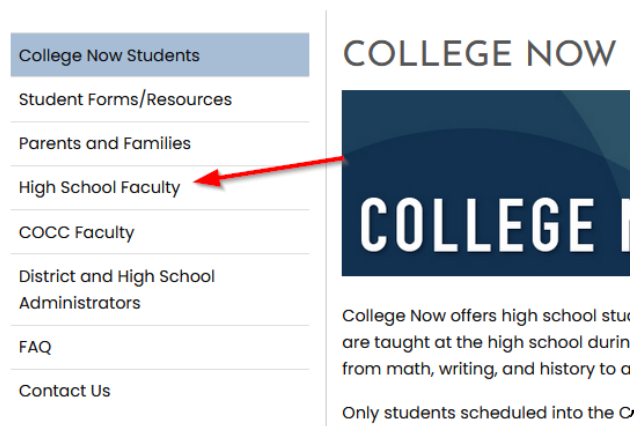 College Now Students
Student Forms/Resources
Parents and Families
High School Faculty
COCC Faculty
District and High School
Administrators
FAQ
Contact Us
COLLEGE NOW
COLLEGE
College Now offers high school
are taught at the high school
from math, writing, and history to
Only students scheduled into the